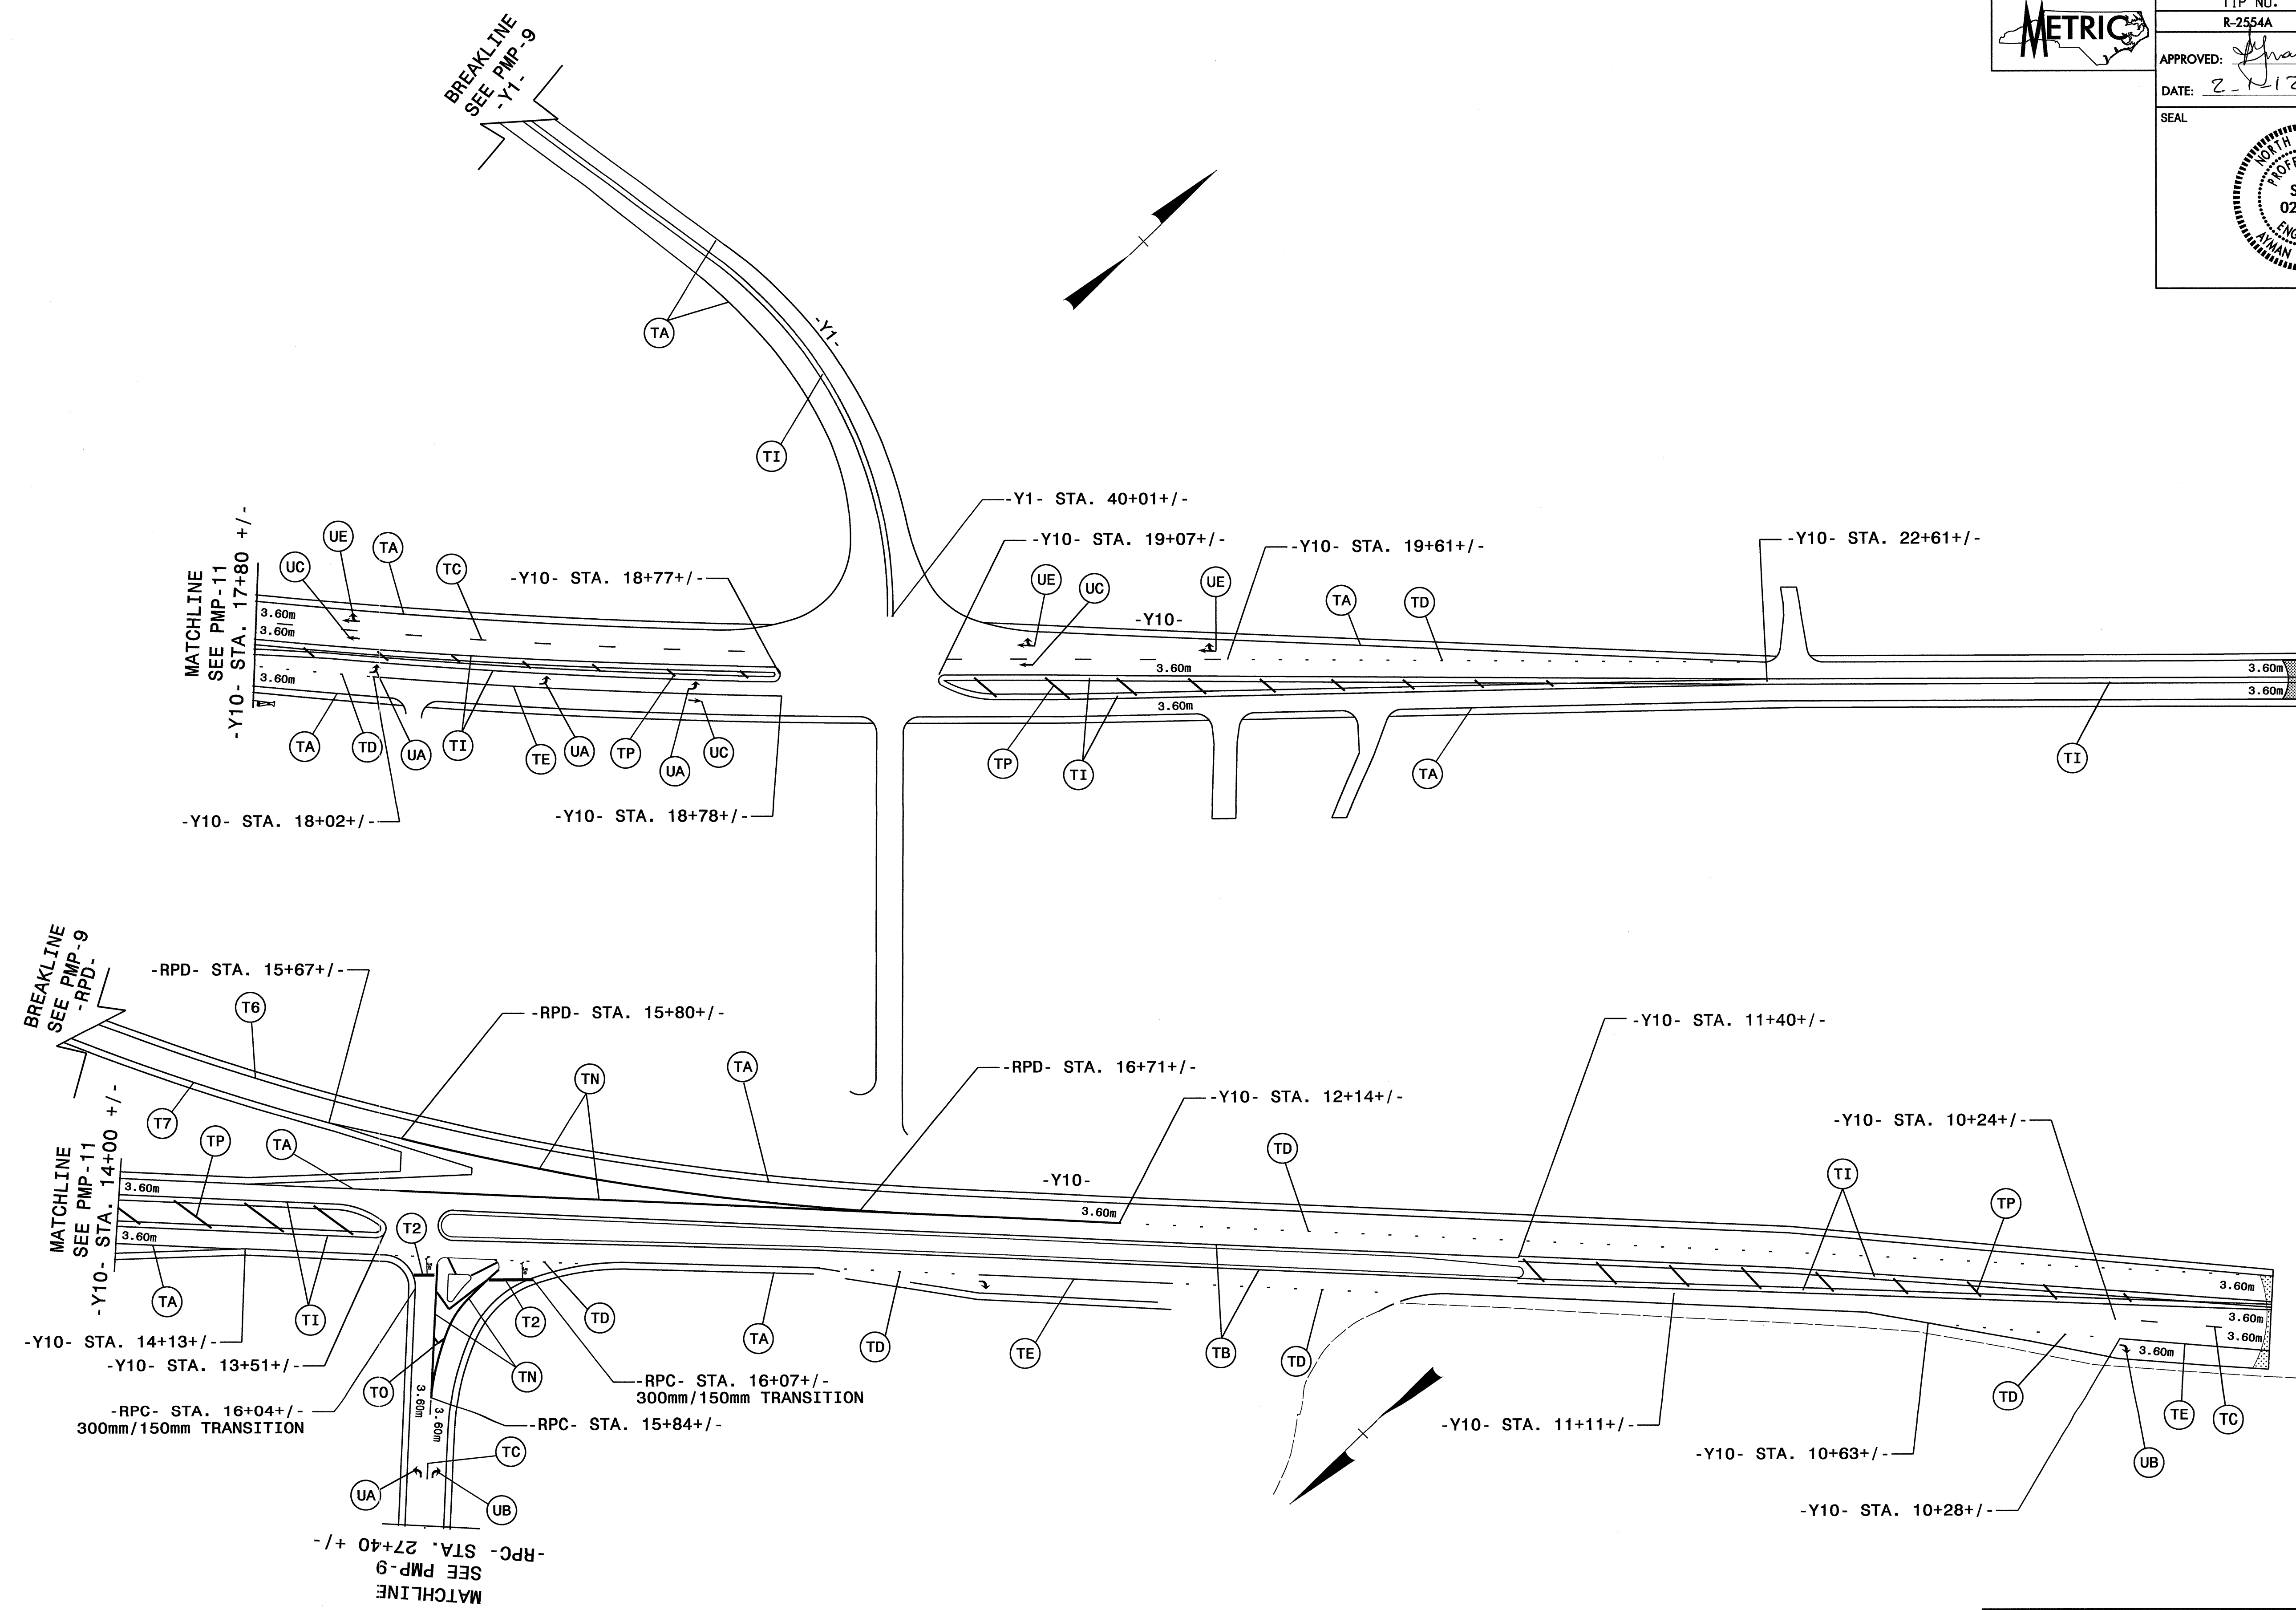 METRIC
TIP NO.
R-2554A
APPROVED:
DATE: 2-1-12
SEAL
NORTH
PROF
S
02
ENG
AYMAN
BREAKLINE
SEE PMP-9
-Y1-
TA
-Y1-
TI
-Y1- STA. 40+01+/-
-Y10- STA. 19+07+/-
-Y10- STA. 19+61+/-
-Y10- STA. 22+61+/-
MATCHLINE
SEE PMP-11
-Y10- STA. 17+80 +/-
UC
UE
TA
TC
-Y10- STA. 18+77+/-
UE
UC
UE
TA
TD
-Y10-
3.60m
3.60m
3.60m
3.60m
3.60m
3.60m
3.60m
TA
TD
UA
TI
TE
UA
TP
UA
UC
TP
TI
TA
TI
-Y10- STA. 18+02+/-
-Y10- STA. 18+78+/-
BREAKLINE
SEE PMP-9
-RPD-
-RPD- STA. 15+67+/-
T6
-RPD- STA. 15+80+/-
-Y10- STA. 11+40+/-
TN
TA
-RPD- STA. 16+71+/-
-Y10- STA. 12+14+/-
-Y10- STA. 10+24+/-
T7
TP
TA
TD
TI
TP
MATCHLINE
SEE PMP-11
-Y10- STA. 14+00 +/-
-Y10-
3.60m
3.60m
T2
3.60m
3.60m
3.60m
3.60m
3.60m
TA
TI
T2
TD
TA
TD
TE
TB
TD
-Y10- STA. 14+13+/-
-Y10- STA. 13+51+/-
TO
TN
-RPC- STA. 16+07+/-
300mm/150mm TRANSITION
-RPC- STA. 16+04+/-
300mm/150mm TRANSITION
3.60m
3.60m
-RPC- STA. 15+84+/-
TC
UA
UB
-Y10- STA. 11+11+/-
-Y10- STA. 10+63+/-
TD
TE
TC
UB
-Y10- STA. 10+28+/-
MATCHLINE
SEE PMP-9
-RPC- STA. 27+40 +/-